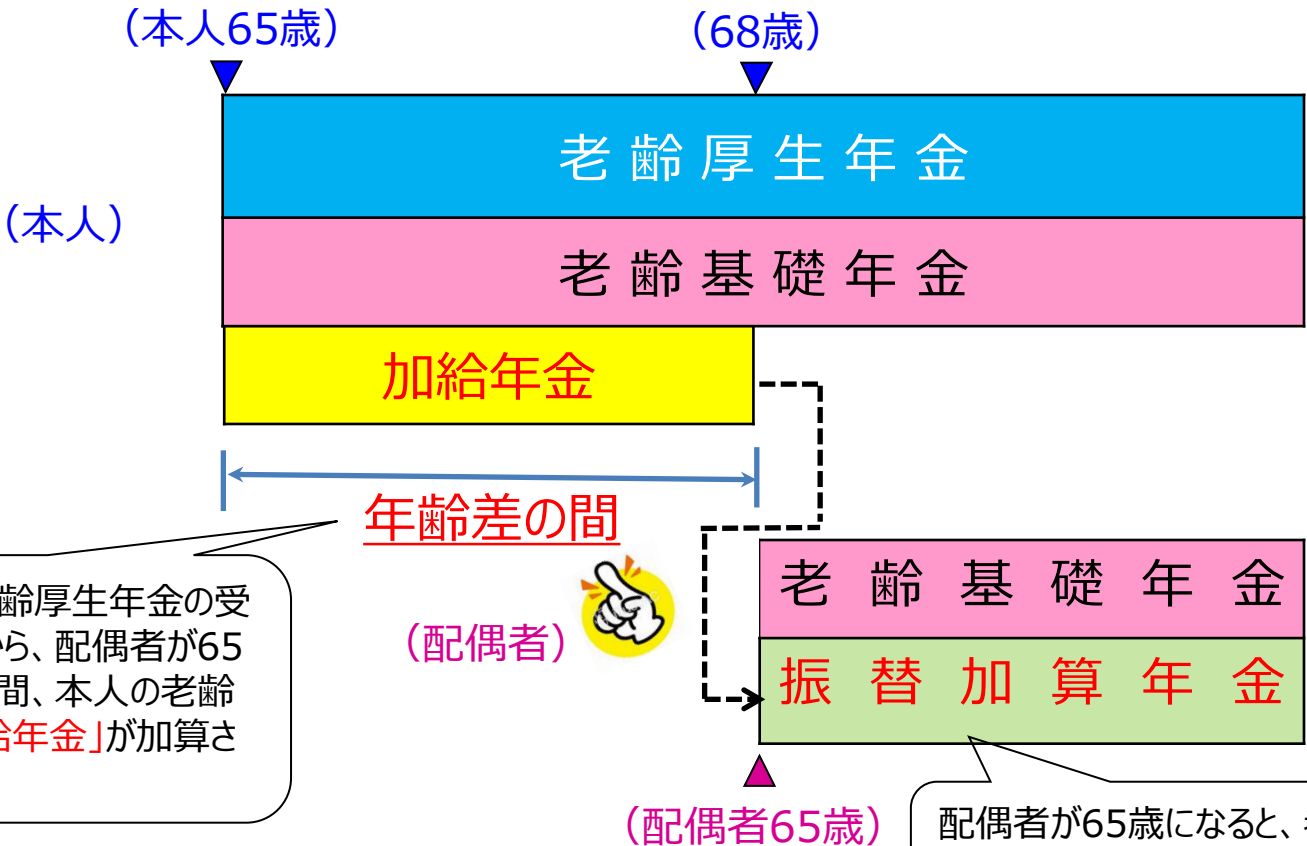 （本人65歳）
（68歳）
老齢厚生年金
（本人）
老齢基礎年金
加給年金
年齢差の間
齢厚生年金の受
ら、配偶者が65
間、本人の老齢
給年金」が加算さ
（配偶者）
老齢基礎年金
振替加算年金
（配偶者65歳）
配偶者が65歳になると、